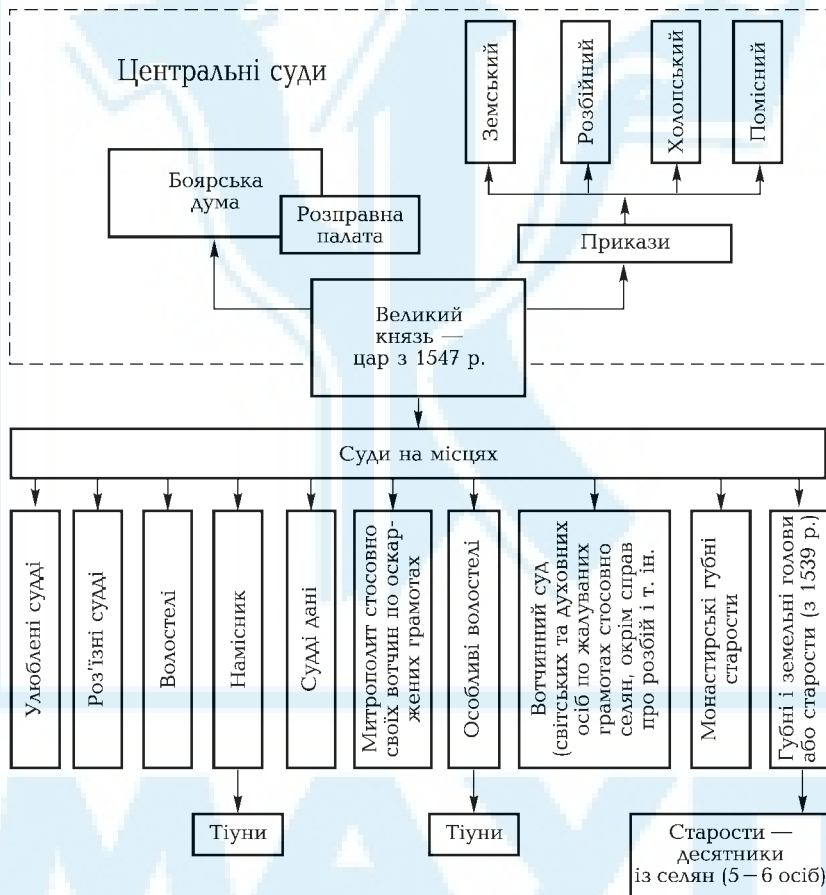 Центральні суди
Земський
Розбійний
Холопський
Помісний
Боярська
дума
Розправна
палата
Прикази
Великий
князь —
цар з 1547 р.
Суди на місцях
Улюблені судді
Роз'їзні судді
Волостелі
Намісник
Судді дані
Митрополит стосовно
своїх вотчин по оскар-
жених грамотах
Особливі волостелі
Вотчинний суд
(світських та духовних
осіб по жалуваних
грамотах стосовно
селян, окрім справ
про розбій і т. ін.
Монастирські губні
старости
Губні і земельні голови
або старости (з 1539 р.)
Тіуни
Тіуни
Старости —
десятники
із селян (5–6 осіб)